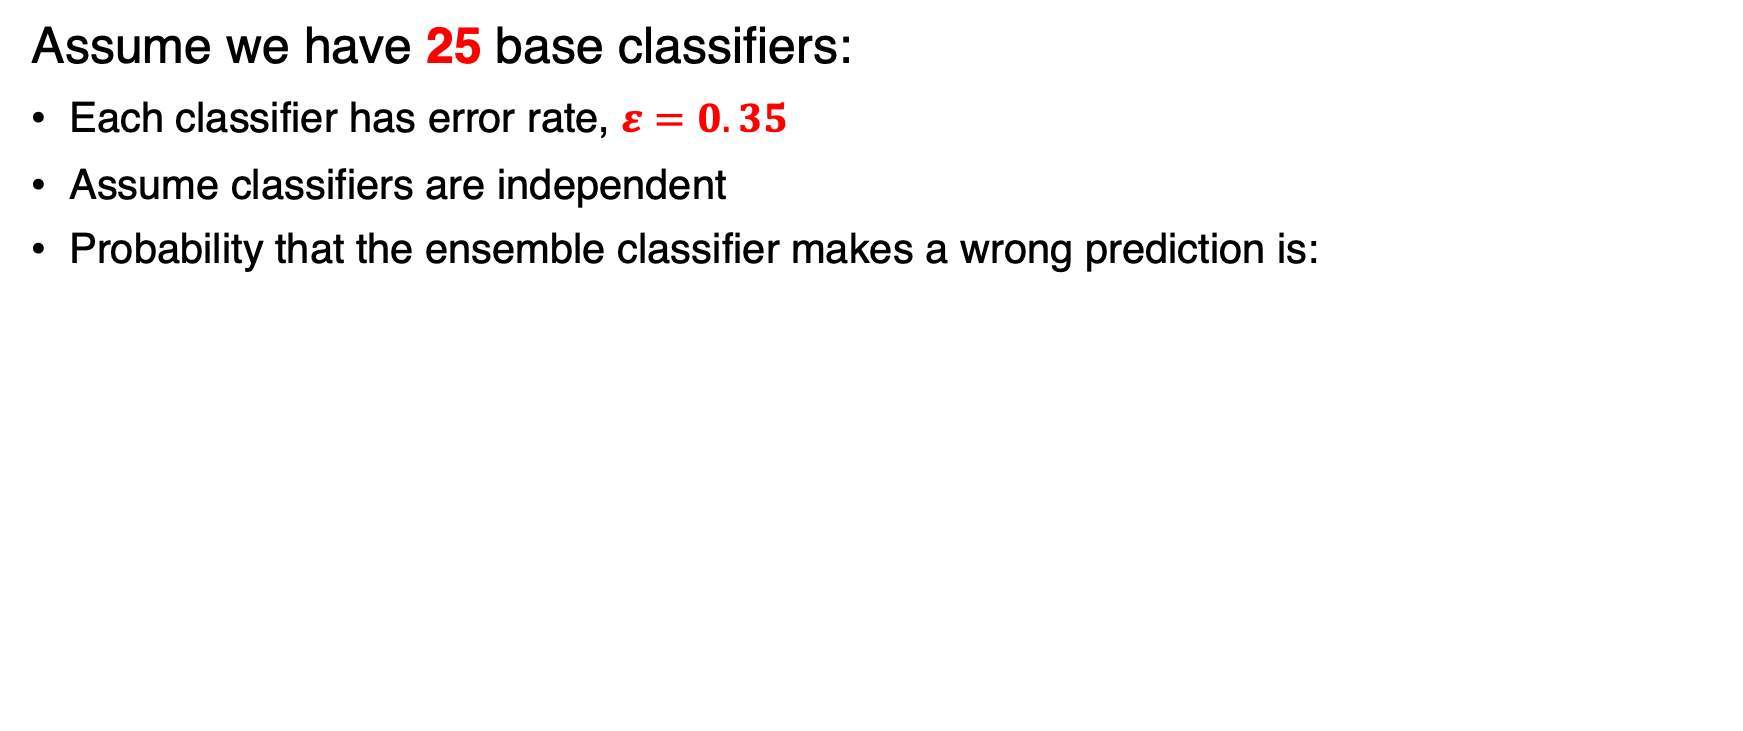 Assume we have 25 base classifiers:
• Each classifier has error rate, ε = 0.35
• Assume classifiers are independent
• Probability that the ensemble classifier makes a wrong prediction is: